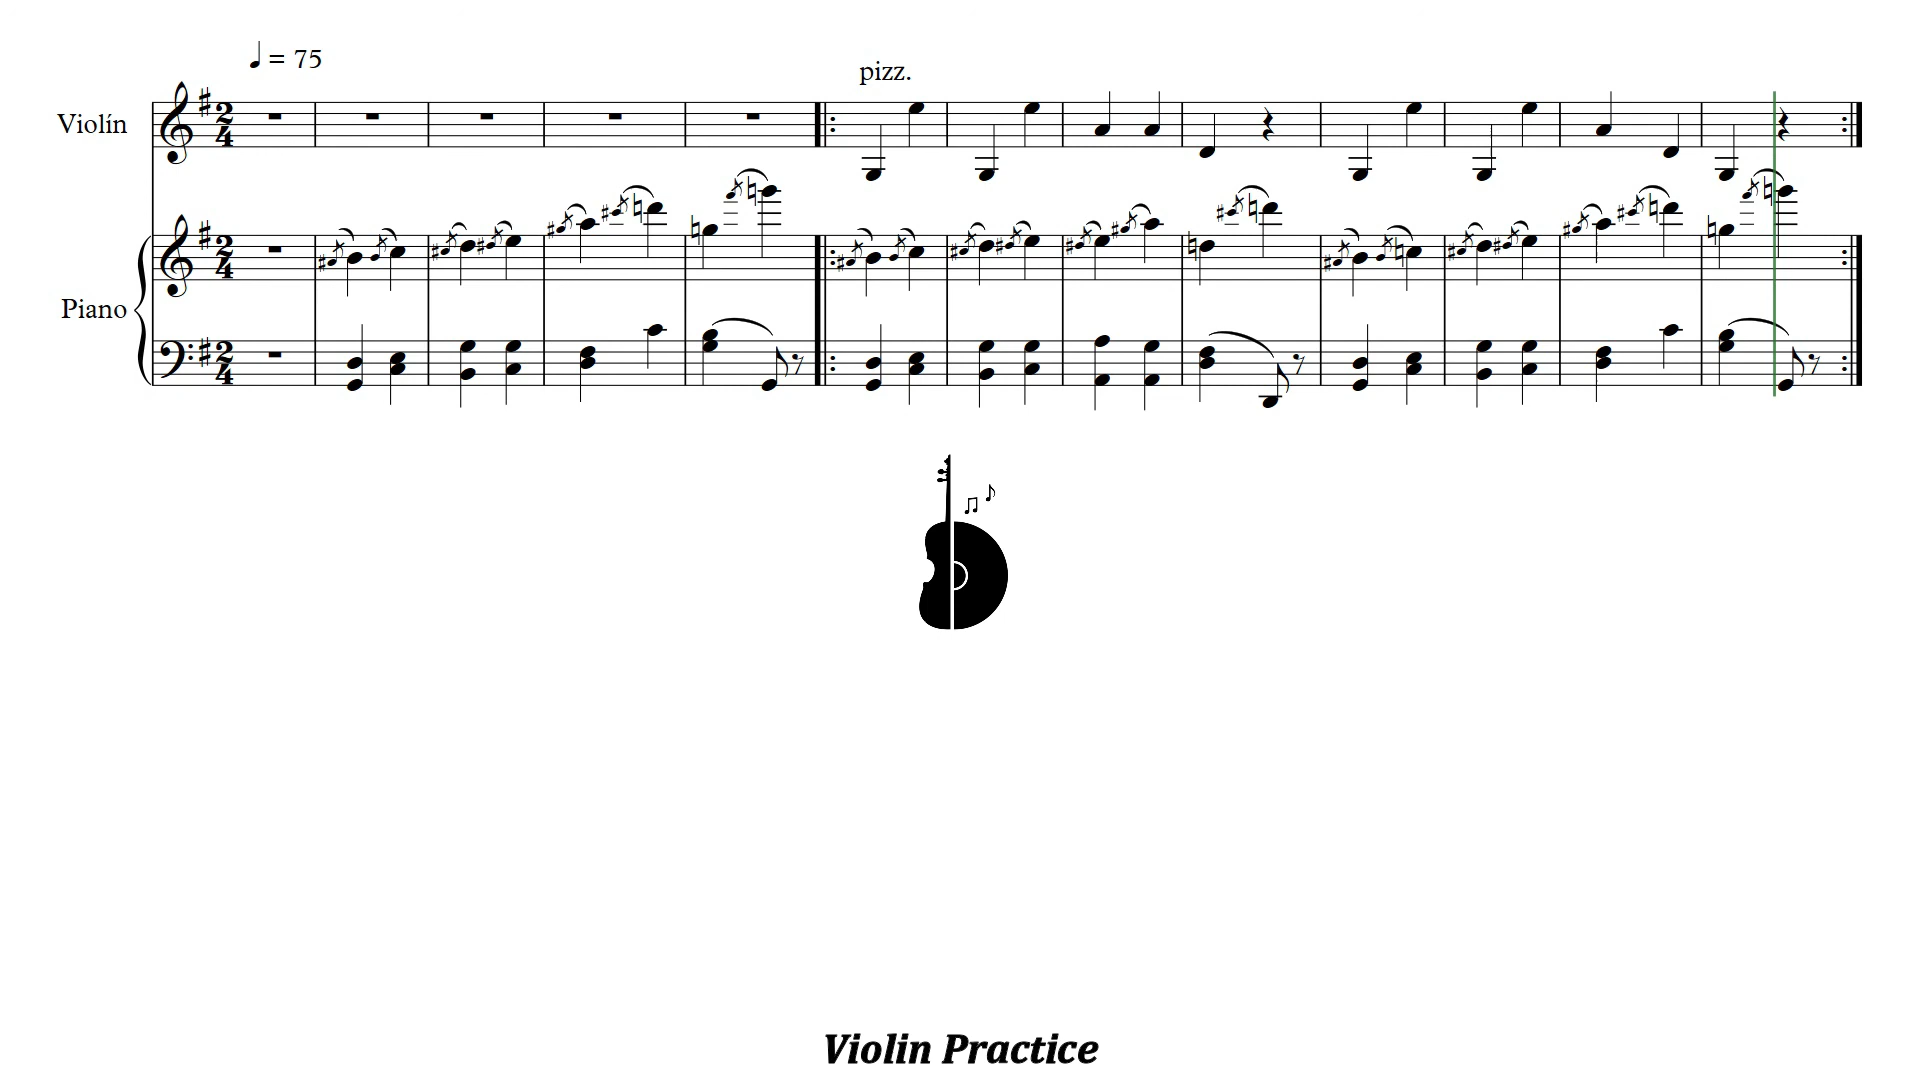 ♩ = 75
pizz.
Violín
Piano
Violin Practice